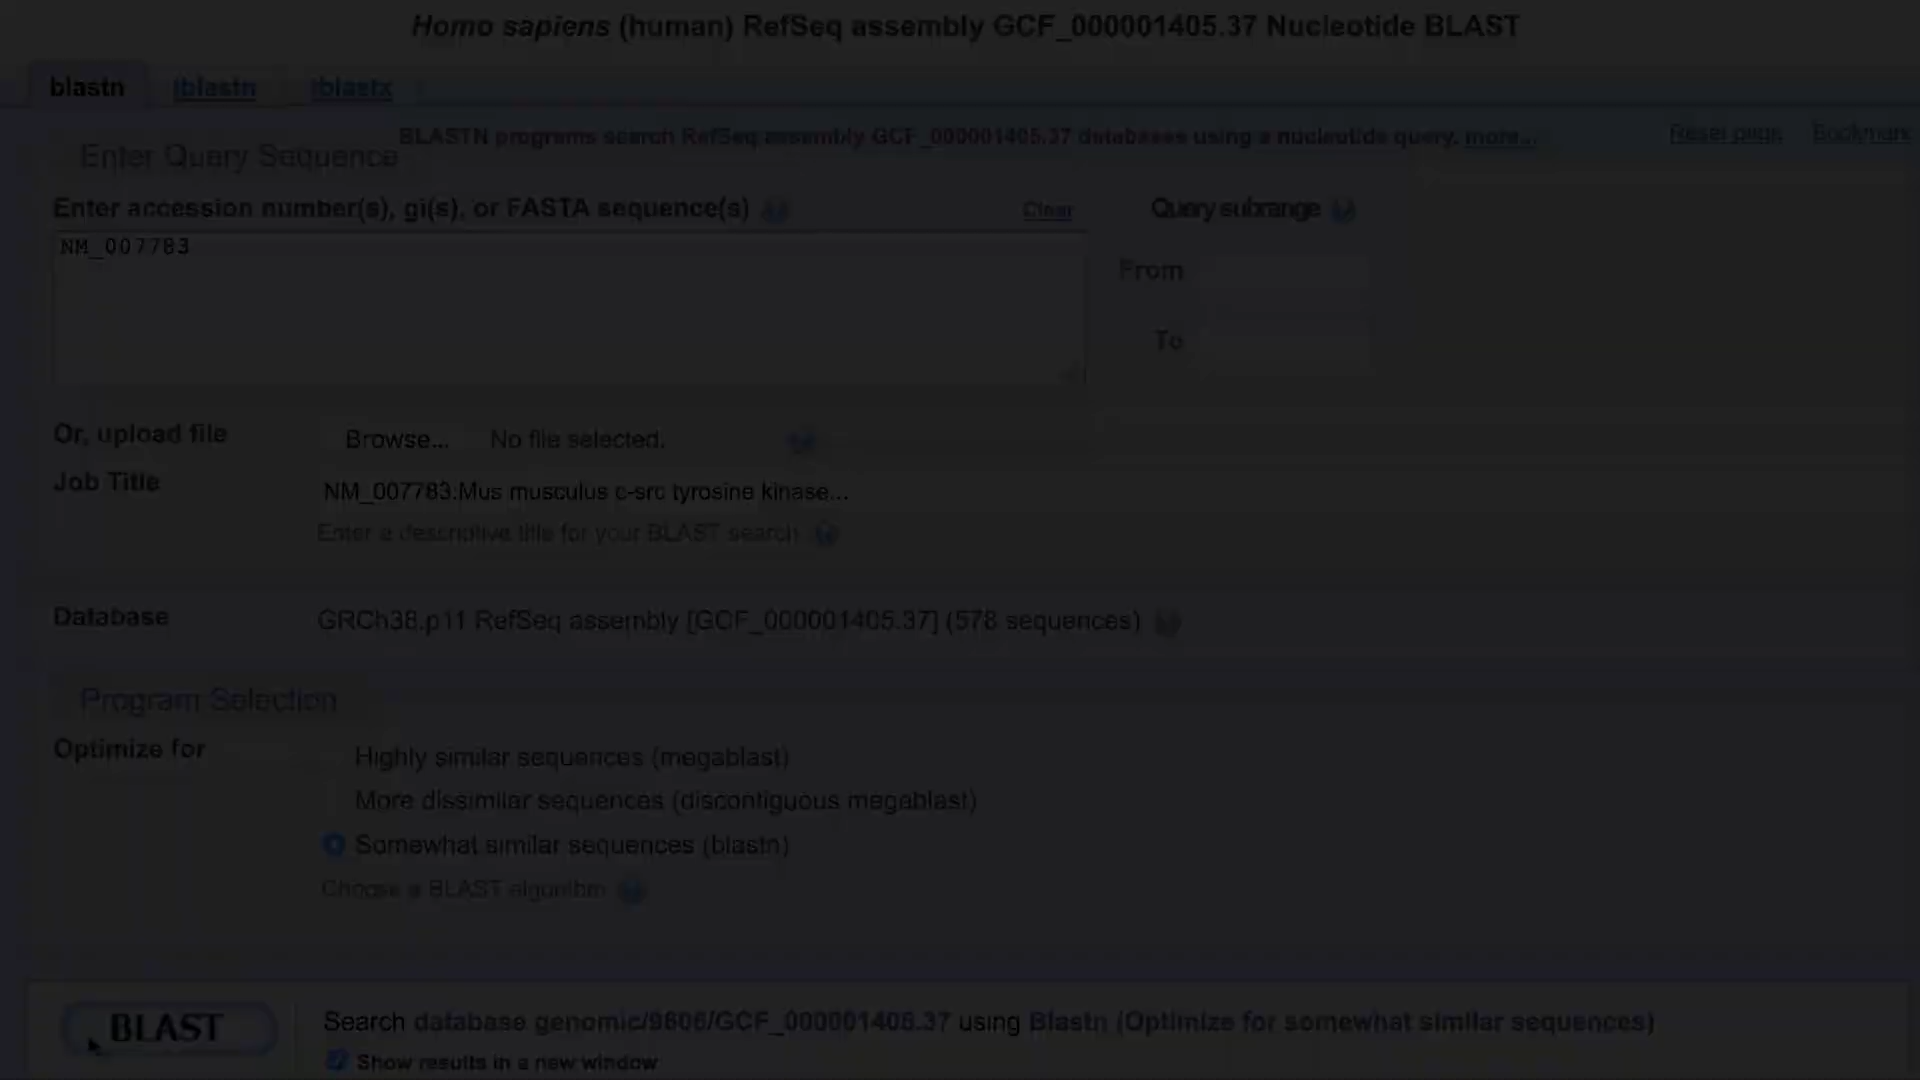 Homo sapiens (human) RefSeq assembly GCF_000001405.37 Nucleotide BLAST
blastn tblastn tblastx
BLASTN programs search RefSeq assembly GCF_000001405.37 databases using a nucleotide query. more...
Reset page Bookmark
Enter Query Sequence
Enter accession number(s), gi(s), or FASTA sequence(s) Clear Query subrange
NM_007783
From
To
Or, upload file Browse... No file selected.
Job Title NM_007783:Mus musculus c-src tyrosine kinase...
Enter a descriptive title for your BLAST search
Database GRCh38.p11 RefSeq assembly [GCF_000001405.37] (578 sequences)
Program Selection
Optimize for Highly similar sequences (megablast)
More dissimilar sequences (discontiguous megablast)
Somewhat similar sequences (blastn)
Choose a BLAST algorithm
BLAST Search database genomic/9606/GCF_000001405.37 using Blastn (Optimize for somewhat similar sequences)
Show results in a new window